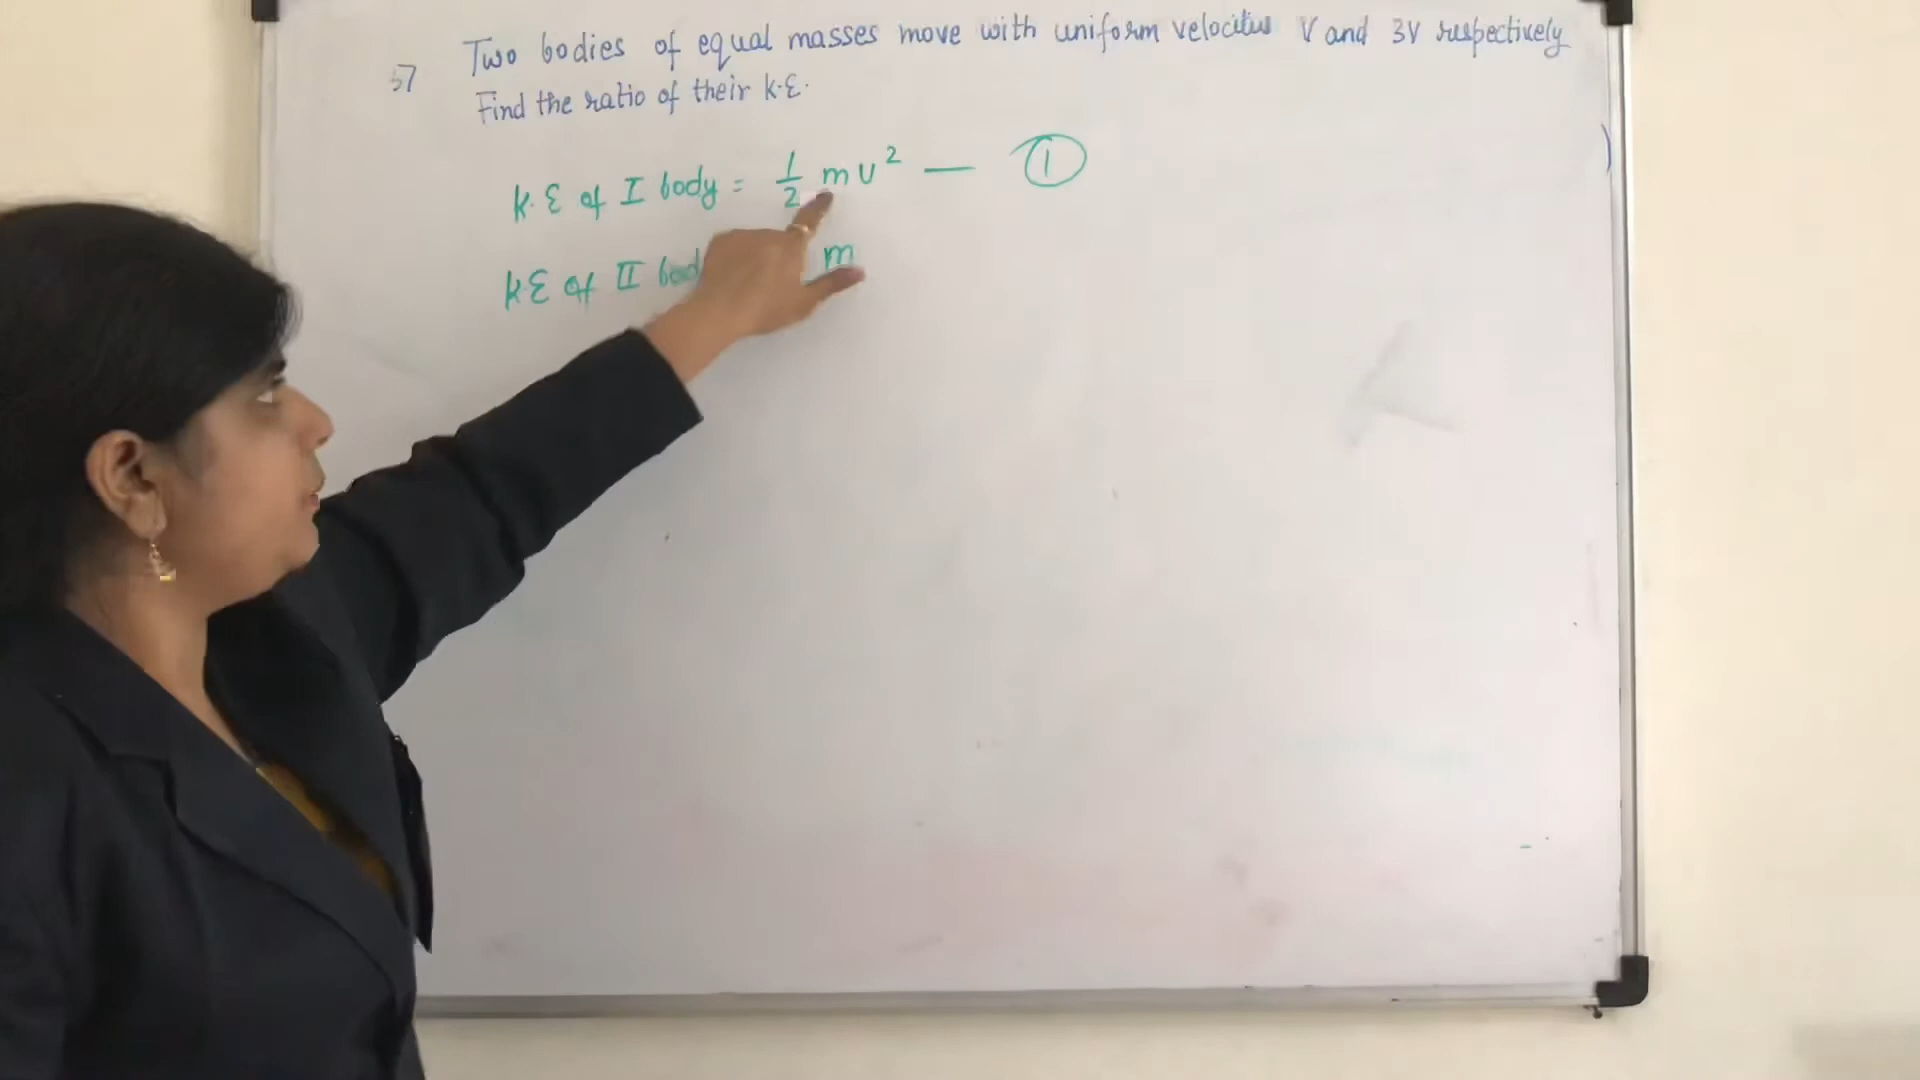 57 Two bodies of equal masses move with uniform velocities V and 3V respectively
Find the ratio of their K.E.
K.E of I body = 1/2 mv² — ①
K.E of II bod m